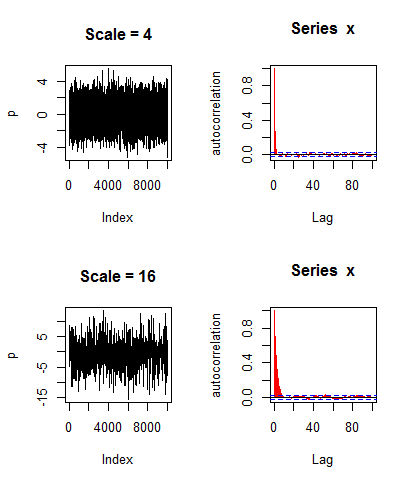 Scale = 4
Series x
p
4
0
-4
0 4000 8000
Index
autocorrelation
0.8
0.4
0.0
0 40 80
Lag
Scale = 16
Series x
p
5
-5
-15
0 4000
Index
autocorrelation
0.8
0.4
0.0
0 40 80
Lag